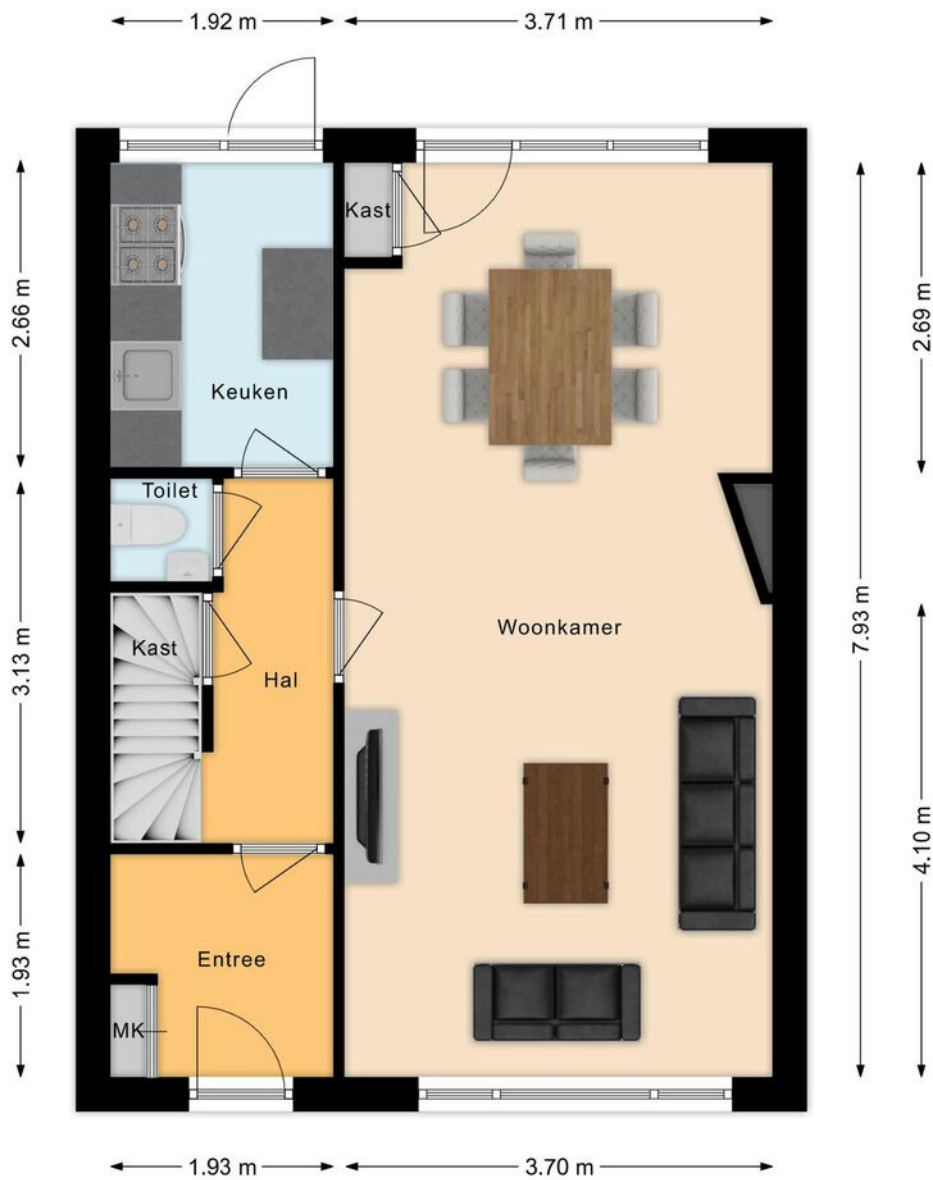 1.92 m
3.71 m
Kast
2.66 m
2.69 m
Keuken
Toilet
7.93 m
Woonkamer
Kast
3.13 m
Hal
4.10 m
Entree
1.93 m
MK
1.93 m
3.70 m